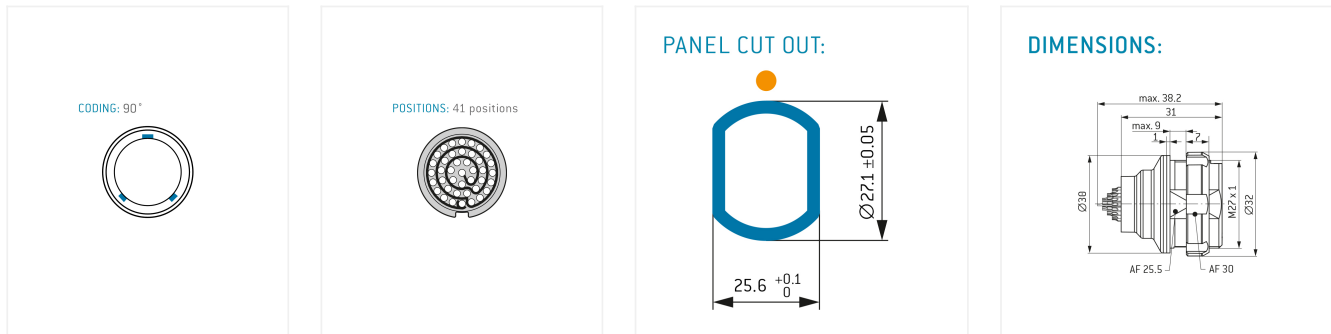 CODING: 90°
POSITIONS: 41 positions
PANEL CUT OUT:
Ø27.1 ±0.05
25.6 +0.1 0
DIMENSIONS:
max. 38.2
31
max. 9
1 7
Ø38
M27 x 1
Ø32
AF 25.5
AF 30